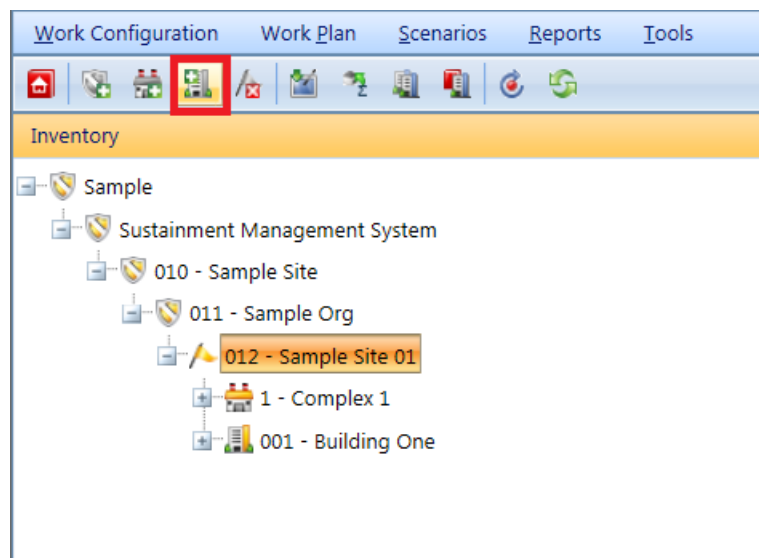 Work Configuration Work Plan Scenarios Reports Tools
Inventory
Sample
Sustainment Management System
010 - Sample Site
011 - Sample Org
012 - Sample Site 01
1 - Complex 1
001 - Building One